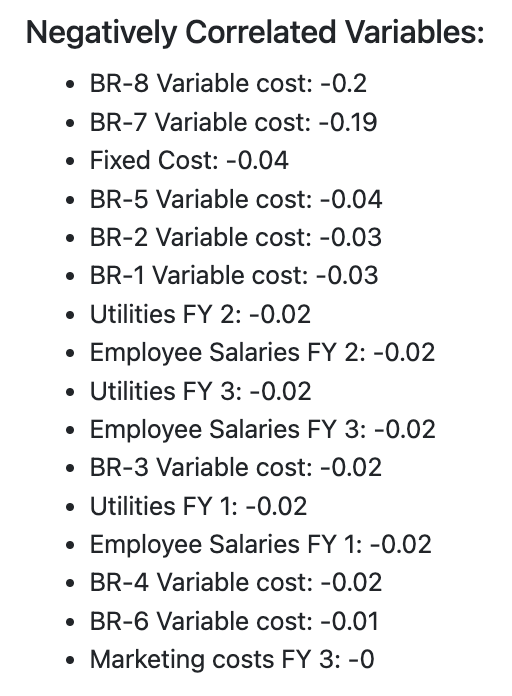 Negatively Correlated Variables:
• BR-8 Variable cost: -0.2
• BR-7 Variable cost: -0.19
• Fixed Cost: -0.04
• BR-5 Variable cost: -0.04
• BR-2 Variable cost: -0.03
• BR-1 Variable cost: -0.03
• Utilities FY 2: -0.02
• Employee Salaries FY 2: -0.02
• Utilities FY 3: -0.02
• Employee Salaries FY 3: -0.02
• BR-3 Variable cost: -0.02
• Utilities FY 1: -0.02
• Employee Salaries FY 1: -0.02
• BR-4 Variable cost: -0.02
• BR-6 Variable cost: -0.01
• Marketing costs FY 3: -0